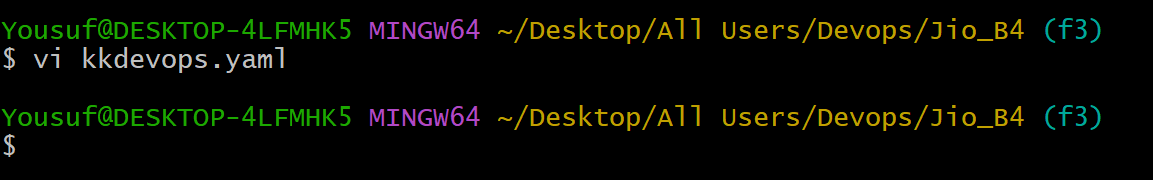 Yousuf@DESKTOP-4LFMHK5 MINGW64 ~/Desktop/All Users/Devops/Jio_B4 (f3)
$ vi kkdevops.yaml
Yousuf@DESKTOP-4LFMHK5 MINGW64 ~/Desktop/All Users/Devops/Jio_B4 (f3)
$